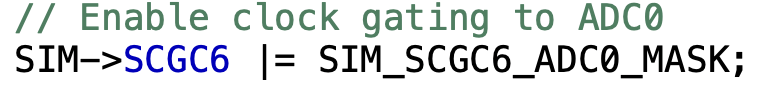 // Enable clock gating to ADC0
SIM->SCGC6 |= SIM_SCGC6_ADC0_MASK;